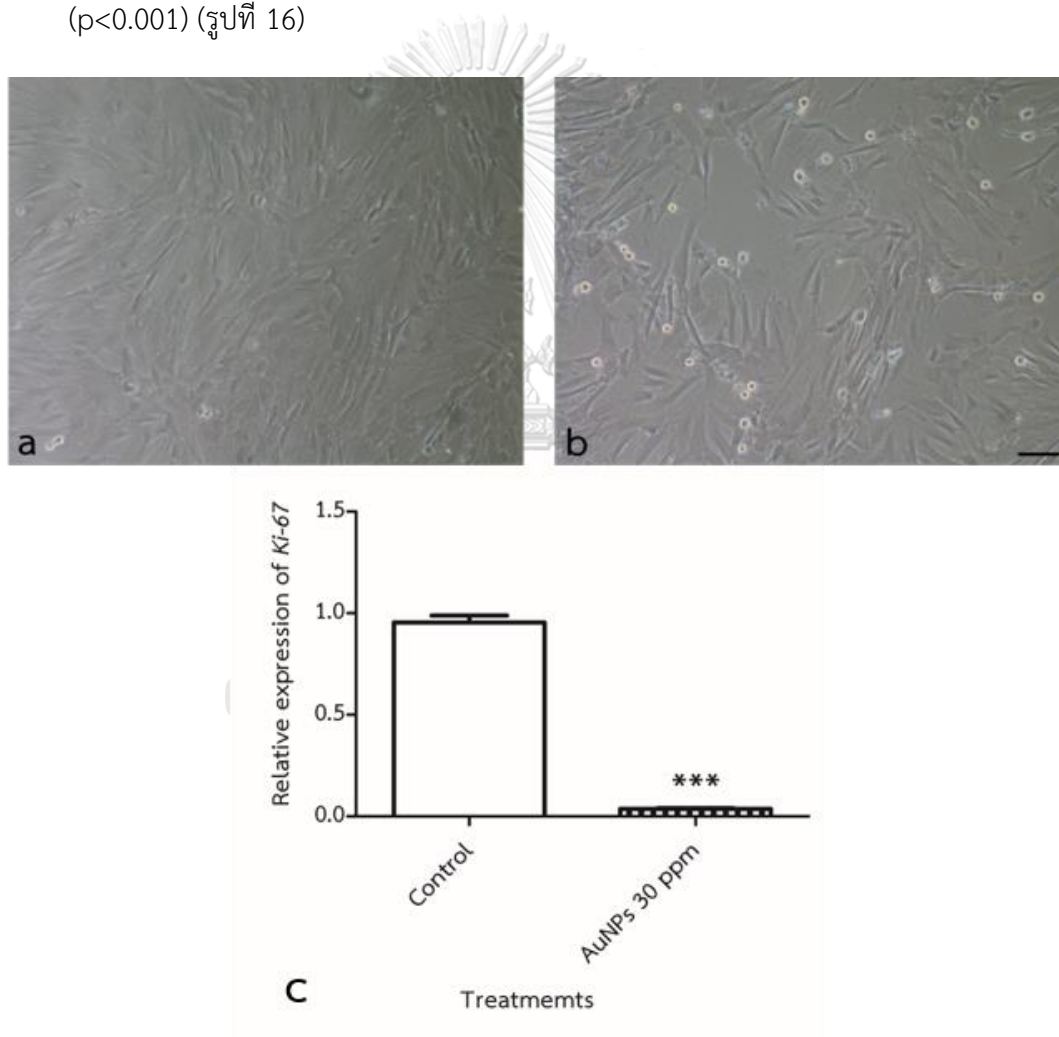 (p<0.001) (รูปที่ 16)
a
b
Relative expression of Ki-67
1.5
1.0
0.5
0.0
***
Control
AuNPs 30 ppm
c
Treatmemts